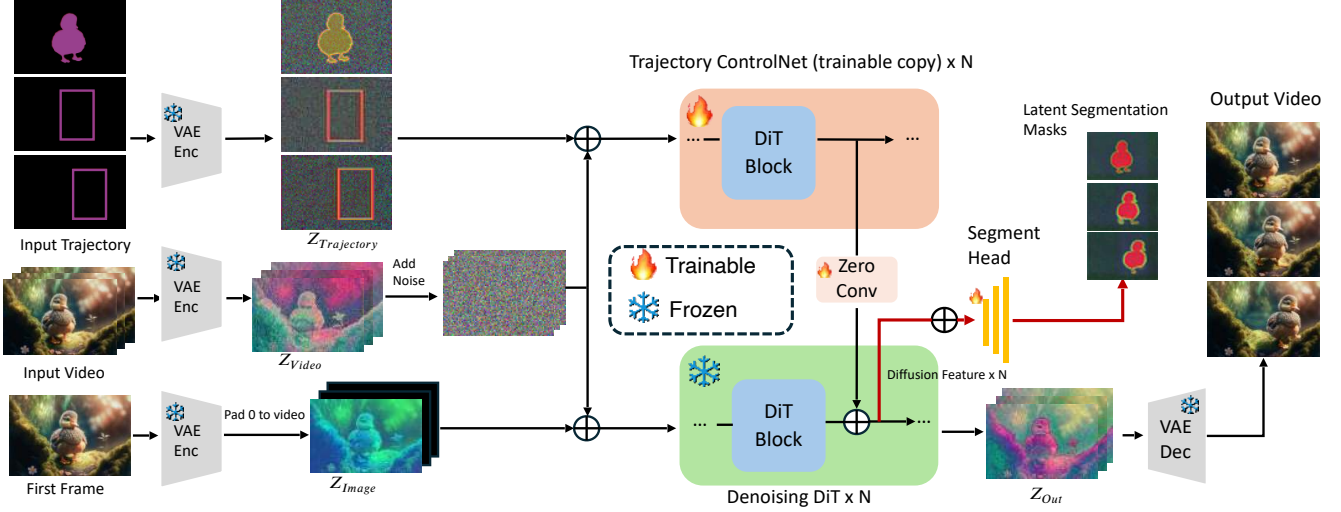 Trajectory ControlNet (trainable copy) x N
Latent Segmentation
Masks
Output Video
VAE
Enc
...
DiT
Block
...
Input Trajectory
Z_Trajectory
Add
Noise
VAE
Enc
Trainable
Frozen
Zero
Conv
Segment
Head
Input Video
Z_Video
Diffusion Feature x N
VAE
Enc
Pad 0 to video
...
DiT
Block
...
VAE
Dec
First Frame
Z_Image
Denoising DiT x N
Z_Out